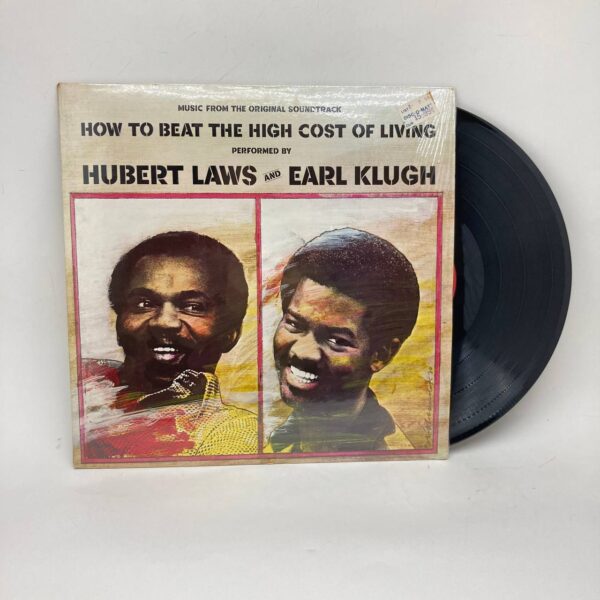 MUSIC FROM THE ORIGINAL SOUNDTRACK
HOW TO BEAT THE HIGH COST OF LIVING
PERFORMED BY
HUBERT LAWS AND EARL KLUGH